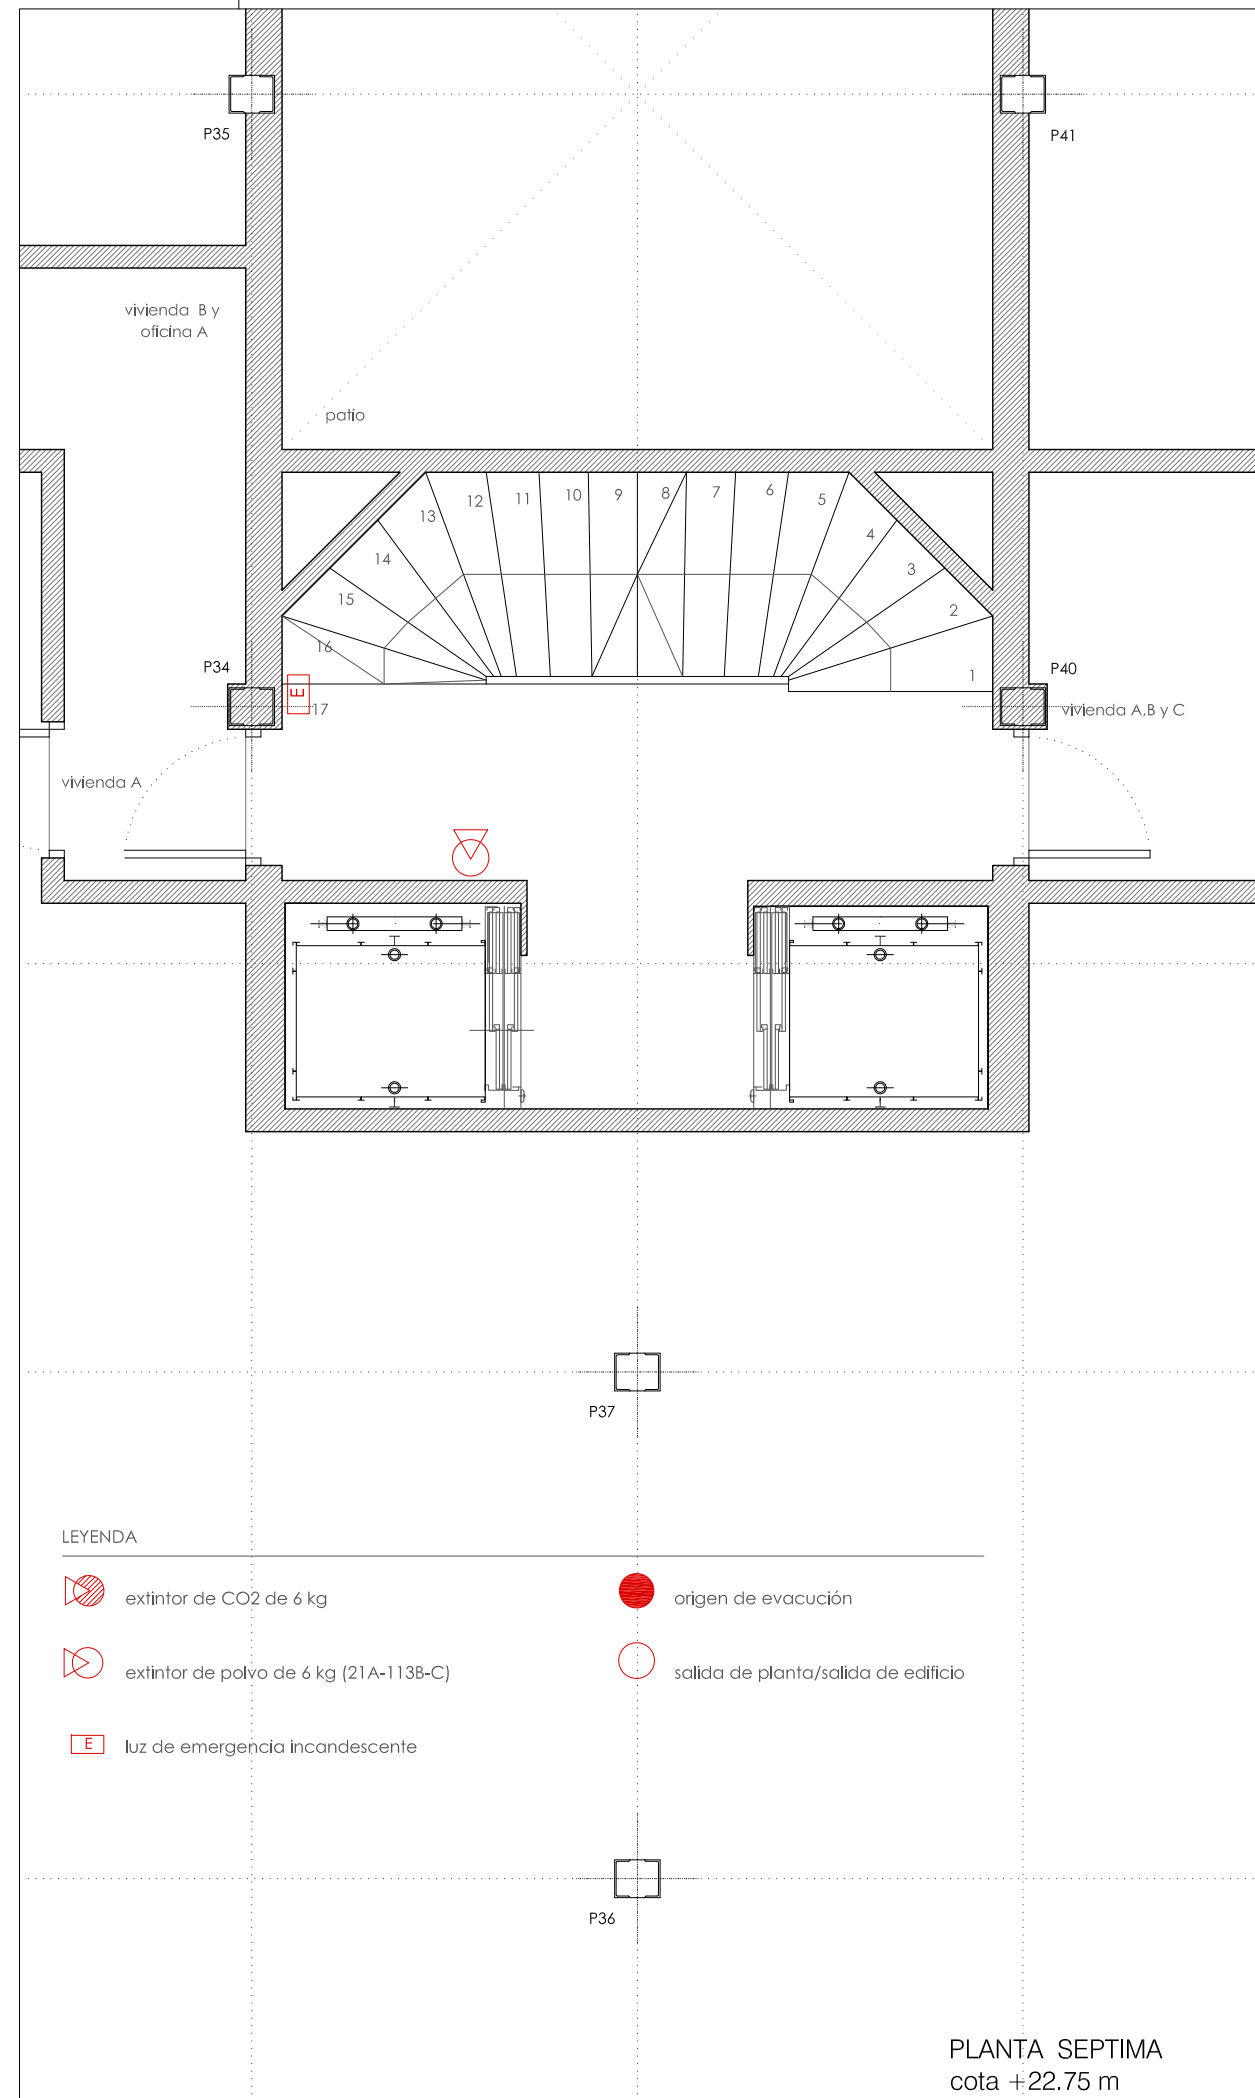 P35
P41
vivienda B y
oficina A
patio
12
11
10
9
8
7
6
5
13
4
14
3
15
2
16
P34
1
P40
E
17
vivienda A,B y C
vivienda A
P37
LEYENDA
extintor de CO2 de 6 kg
origen de evacución
extintor de polvo de 6 kg (21A-113B-C)
salida de planta/salida de edificio
E
luz de emergencia incandescente
P36
PLANTA SEPTIMA
cota +22.75 m